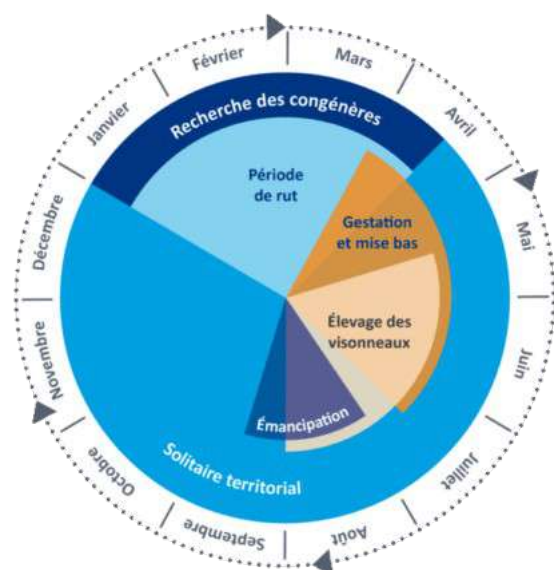 Janvier
Février
Mars
Avril
Mai
Juin
Juillet
Août
Septembre
Octobre
Novembre
Décembre
Recherche des congénères
Période
de rut
Gestation
et mise bas
Élevage des
visonneaux
Émancipation
Solitaire territorial